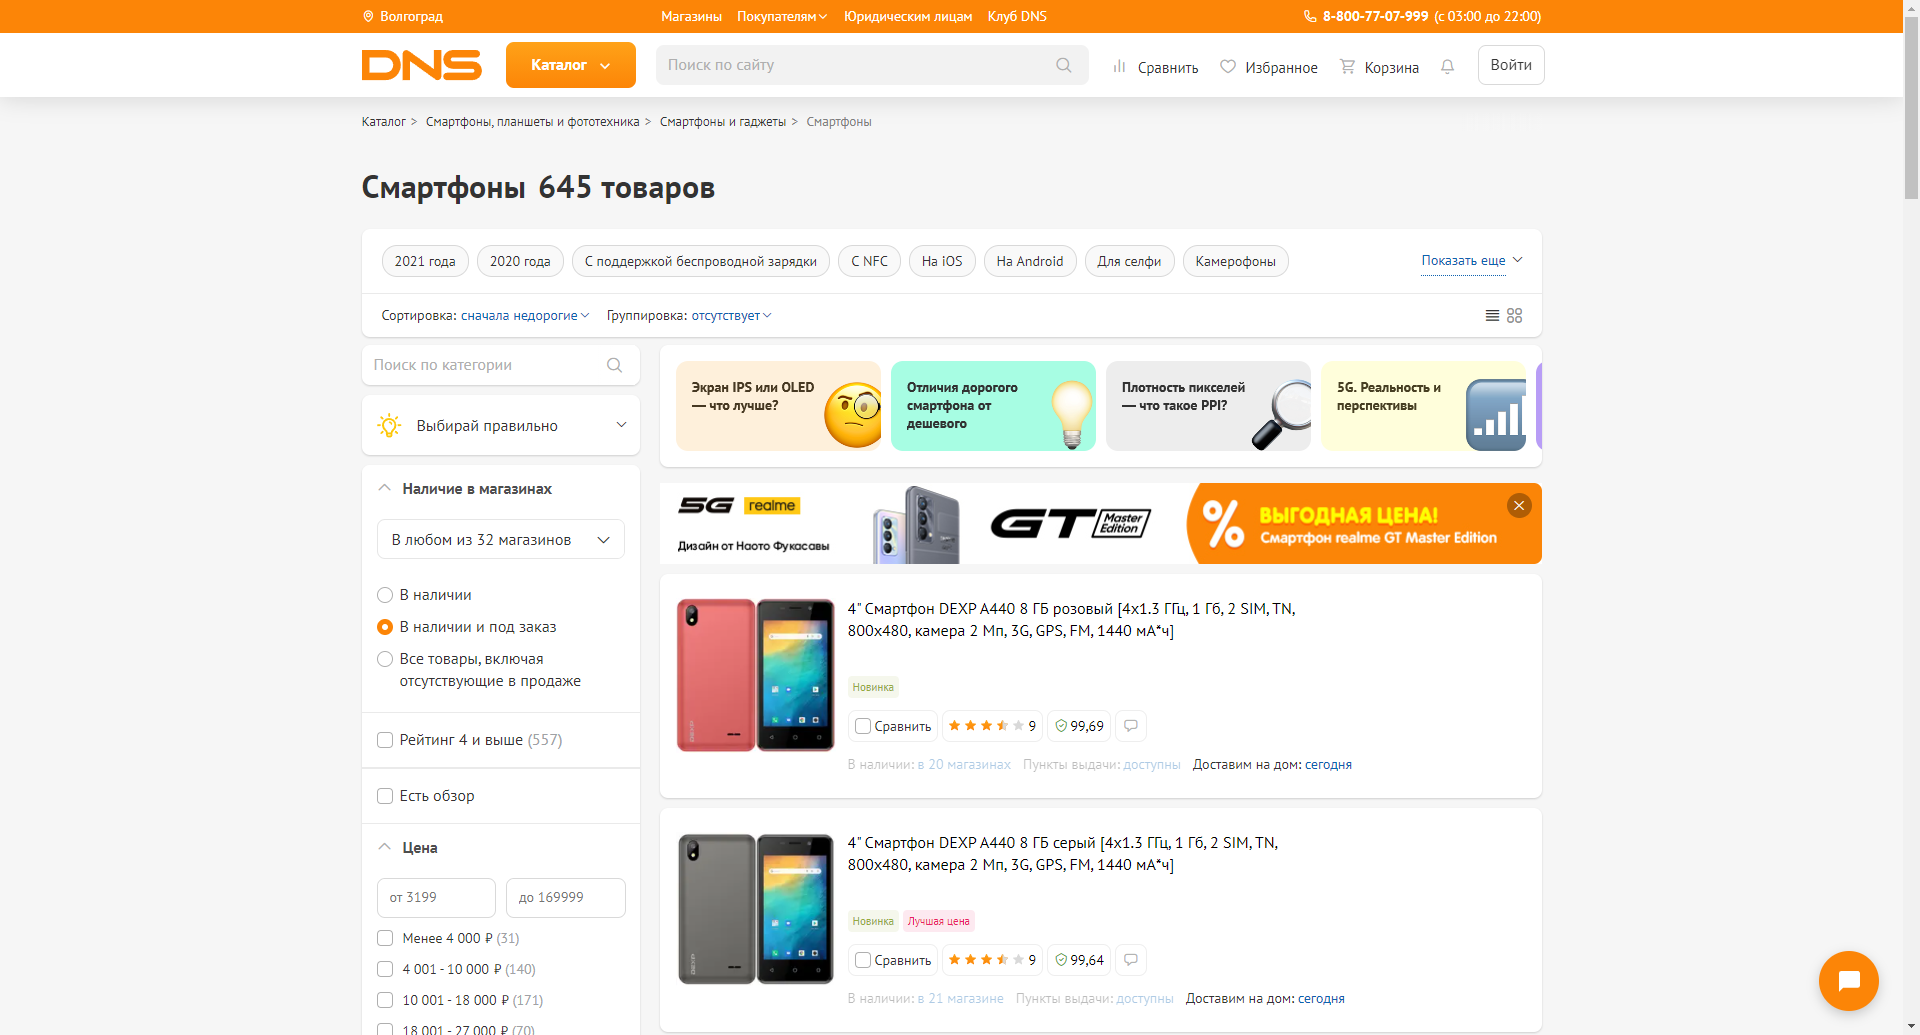 Волгоград
Магазины Покупателям Юридическим лицам Клуб DNS
8-800-77-07-999 (с 03:00 до 22:00)
DNS
Каталог
Поиск по сайту
Сравнить
Избранное
Корзина
Войти
Каталог > Смартфоны, планшеты и фототехника > Смартфоны и гаджеты > Смартфоны
Смартфоны 645 товаров
2021 года
2020 года
С поддержкой беспроводной зарядки
С NFC
На iOS
На Android
Для селфи
Камерофоны
Показать еще
Сортировка: сначала недорогие
Группировка: отсутствует
Поиск по категории
Выбирай правильно
Наличие в магазинах
В любом из 32 магазинов
В наличии
В наличии и под заказ
Все товары, включая
отсутствующие в продаже
Рейтинг 4 и выше (557)
Есть обзор
Цена
от 3199
до 169999
Менее 4 000 ₽ (31)
4 001 - 10 000 ₽ (140)
10 001 - 18 000 ₽ (171)
18 001 - 27 000 ₽ (70)
Экран IPS или OLED
— что лучше?
Отличия дорогого
смартфона от
дешевого
Плотность пикселей
— что такое PPI?
5G. Реальность и
перспективы
5G realme
Дизайн от Наото Фукасавы
GT Master
Edition
% ВЫГОДНАЯ ЦЕНА!
Смартфон realme GT Master Edition
4" Смартфон DEXP A440 8 ГБ розовый [4x1.3 ГГц, 1 Гб, 2 SIM, TN,
800x480, камера 2 Мп, 3G, GPS, FM, 1440 мА*ч]
Новинка
Сравнить
9
99,69
В наличии: в 20 магазинах
Пункты выдачи: доступны
Доставим на дом: сегодня
DEXP
4" Смартфон DEXP A440 8 ГБ серый [4x1.3 ГГц, 1 Гб, 2 SIM, TN,
800x480, камера 2 Мп, 3G, GPS, FM, 1440 мА*ч]
Новинка
Лучшая цена
Сравнить
9
99,64
В наличии: в 21 магазине
Пункты выдачи: доступны
Доставим на дом: сегодня
DEXP